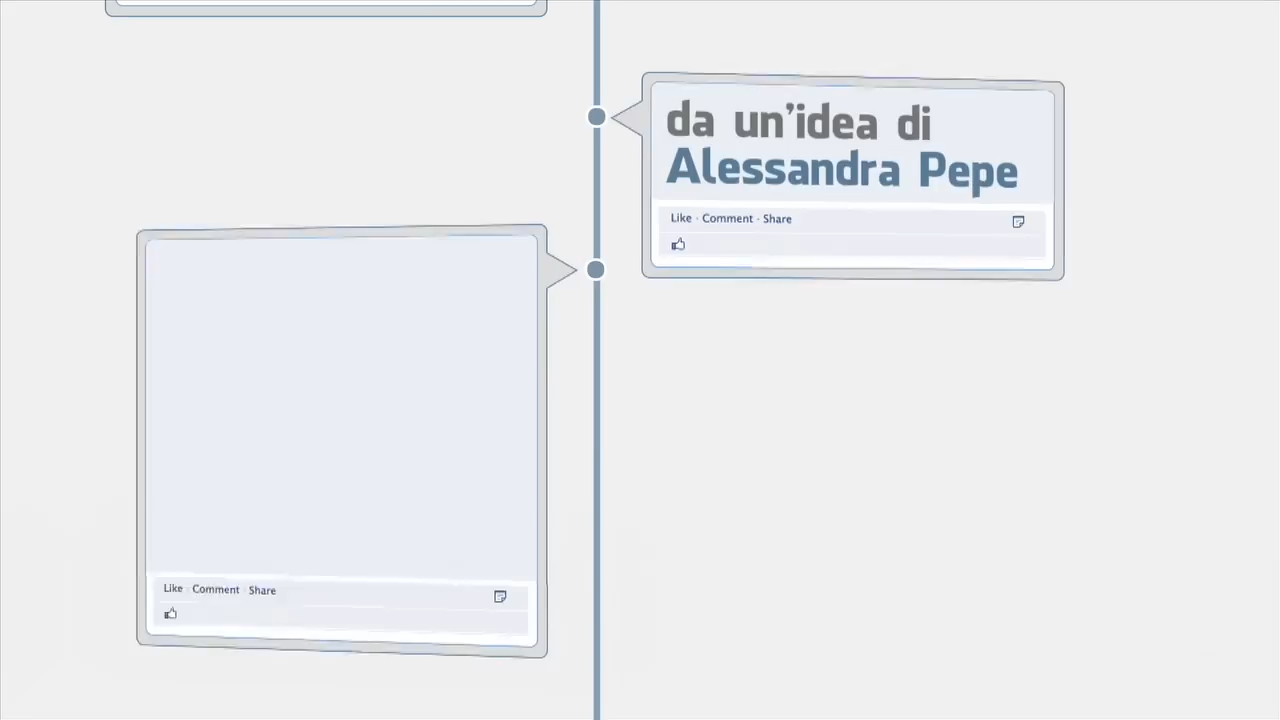 da un’idea di
Alessandra Pepe
Like · Comment · Share
Like · Comment · Share